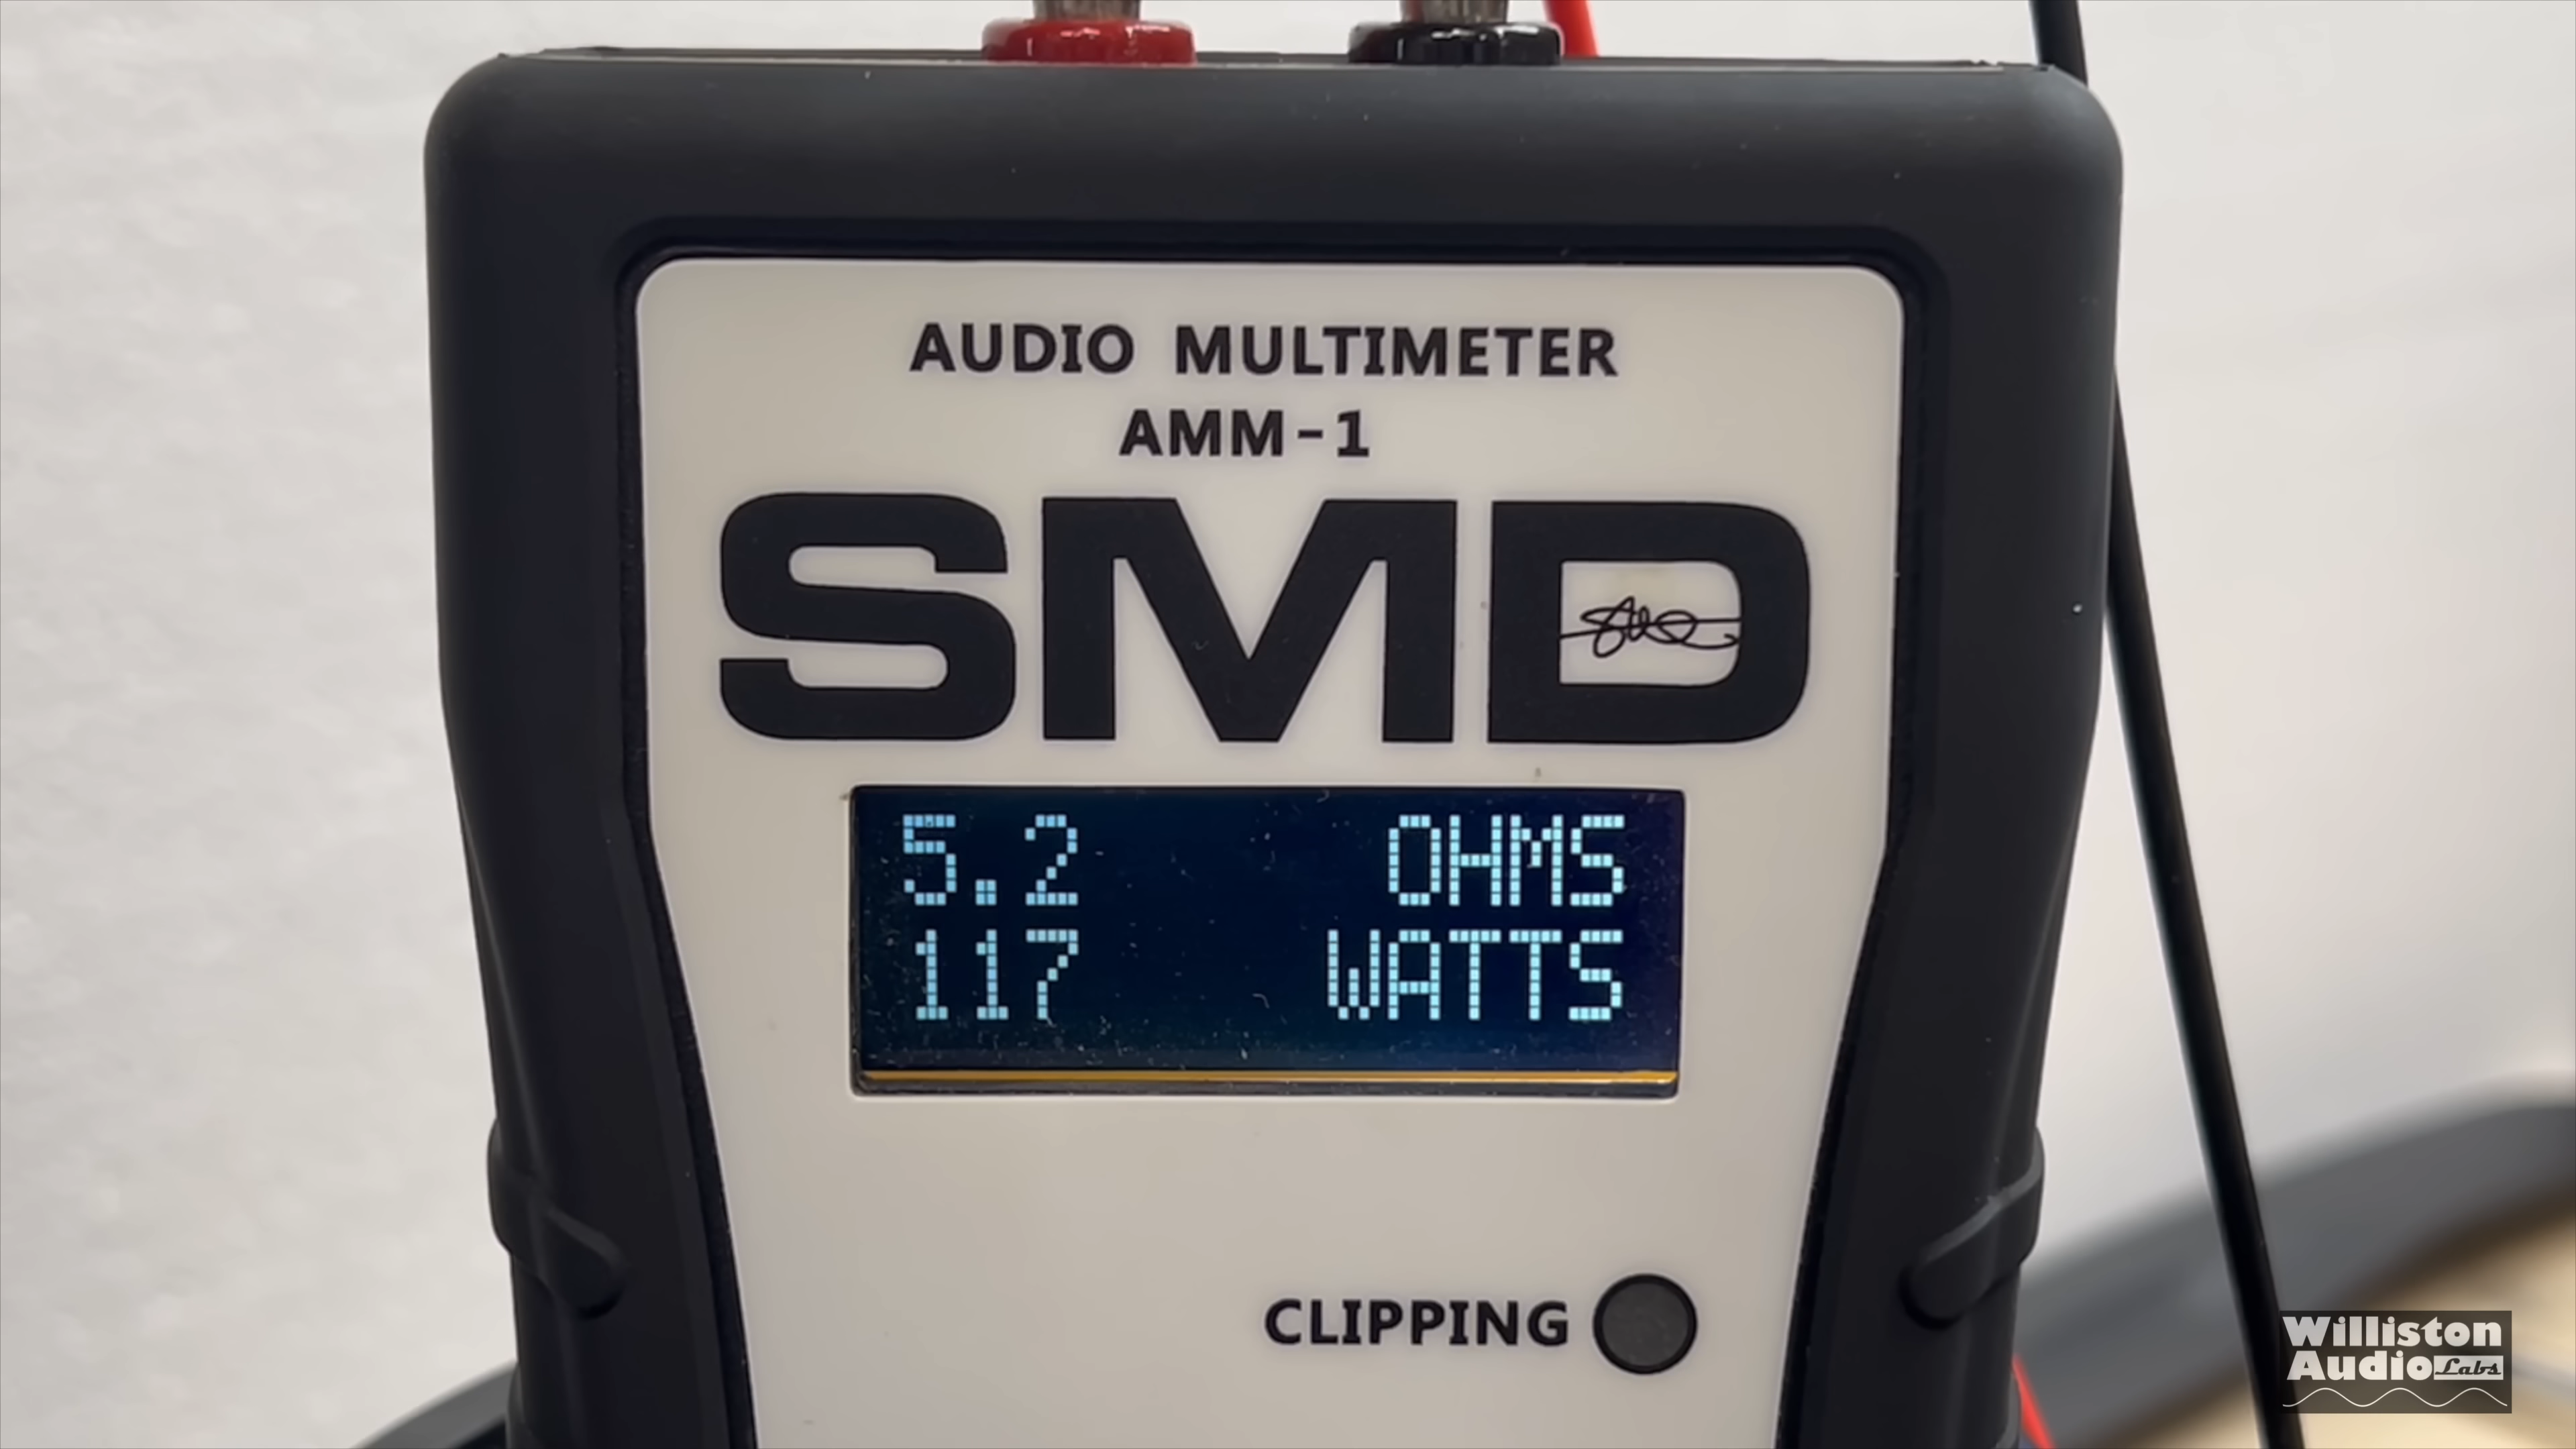 AUDIO MULTIMETER
AMM-1
SMD
5.2 OHMS
117 WATTS
CLIPPING
Williston
Audio Labs